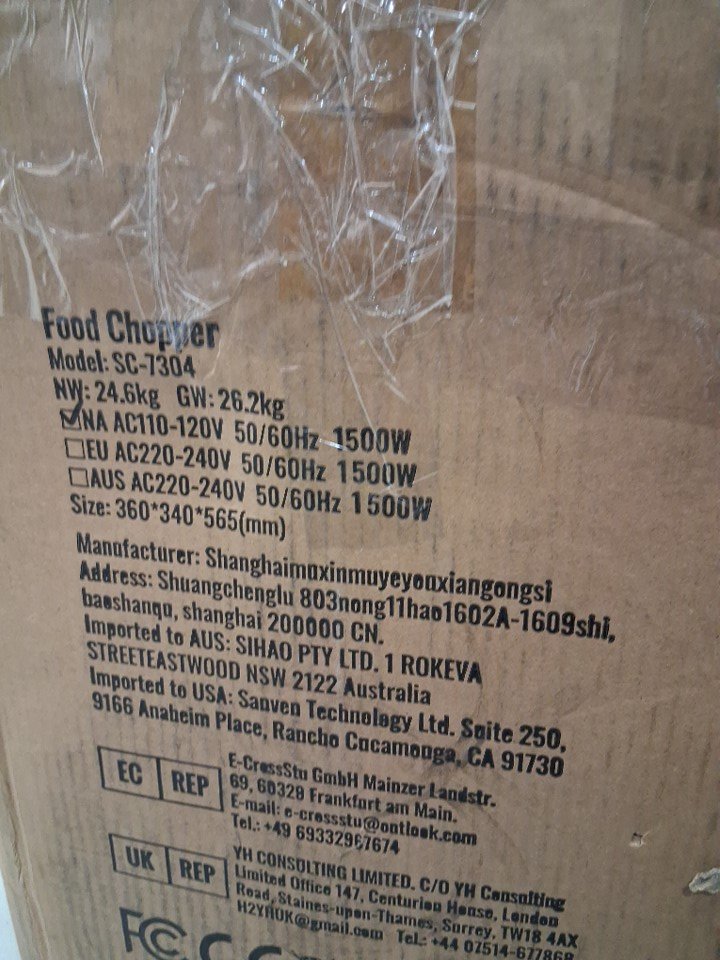 Food Chopper
Model: SC-7304
NW: 24.6kg GW: 26.2kg
☑NA AC110-120V 50/60Hz 1500W
☐EU AC220-240V 50/60Hz 1500W
☐AUS AC220-240V 50/60Hz 1500W
Size: 360*340*565(mm)
Manufacturer: Shanghaimuxinmuyeyouxiangongsi
Address: Shuangchenglu 803nong11hao1602A-1609shi,
baoshanqu, shanghai 200000 CN.
Imported to AUS: SIHAO PTY LTD. 1 ROKEVA
STREETEASTWOOD NSW 2122 Australia
Imported to USA: Sanven Technology Ltd. Suite 250,
9166 Anaheim Place, Rancho Cucamonga, CA 91730
EC REP
E-CrossStu GmbH Mainzer Landstr.
69, 60329 Frankfurt am Main.
E-mail: e-crossstu@outlook.com
Tel.: +49 69332967674
UK REP
YH CONSULTING LIMITED. C/O YH Consulting
Limited Office 147, Centurion House, London
Road, Staines-upon-Thames, Surrey, TW18 4AX
H2YHUK@gmail.com Tel.: +44 07514-677868
FC CE